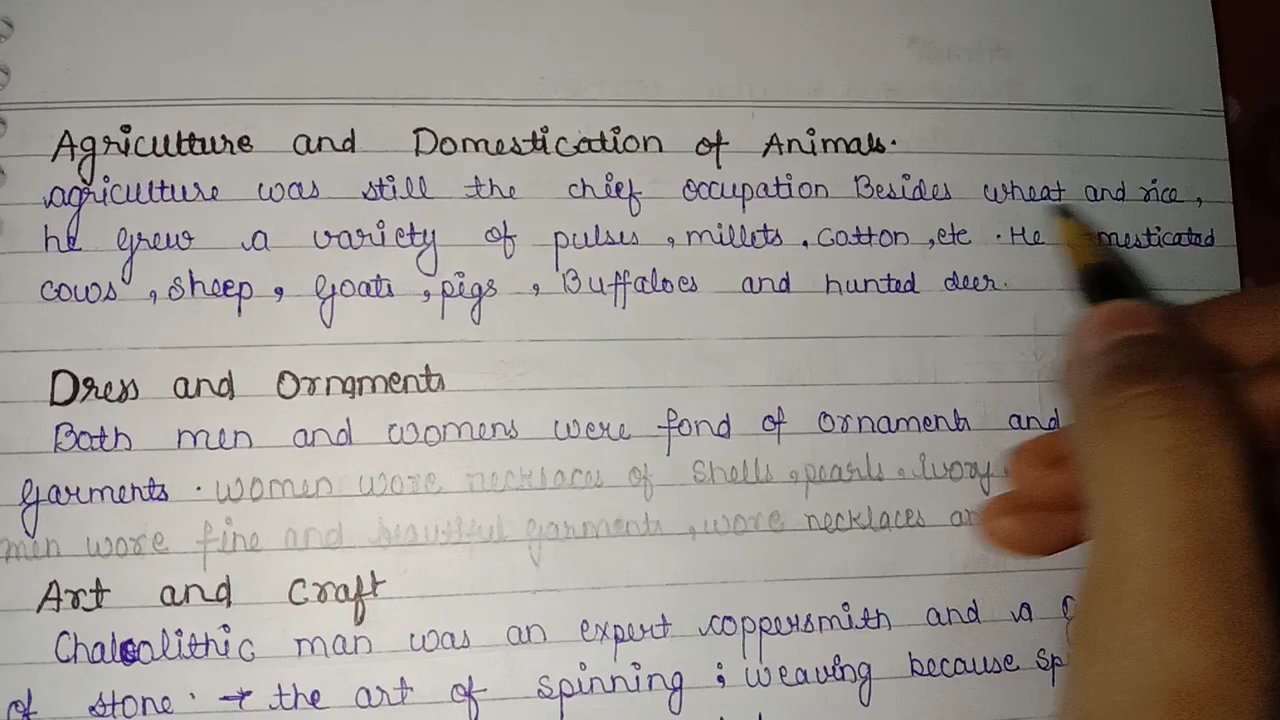 Agriculture and Domestication of Animals.
agriculture was still the chief occupation Besides wheat and rice,
he grew a variety of pulses, millets, cotton, etc. He mesticated
cows, sheep, goats, pigs, Buffaloes and hunted deer.
Dress and Ornaments
Both men and womens were fond of ornaments and
garments. women wore necklaces of shells, pearls, Ivory
men wore fine and beautiful garments, wore necklaces
Art and Craft
Chalcolithic man was an expert coppersmith and a
of stone. → the art of spinning & weaving because